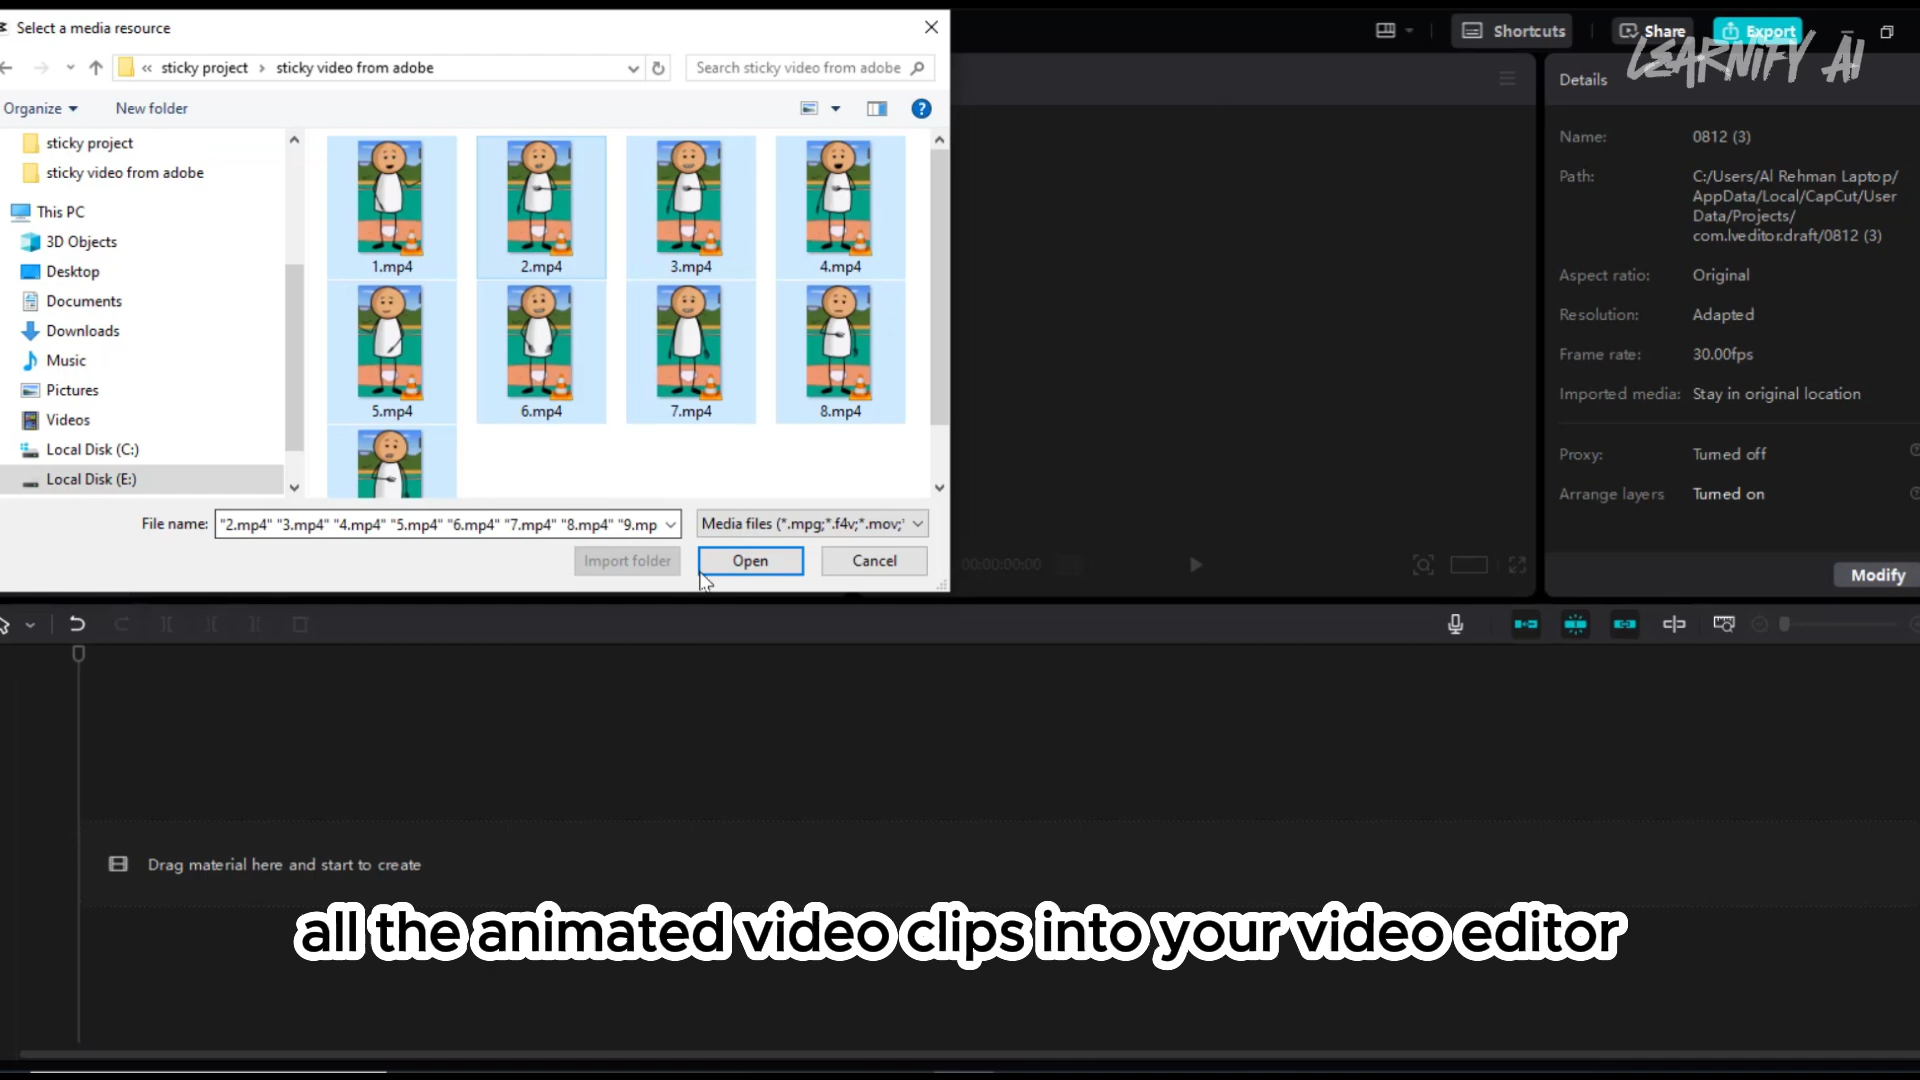 Select a media resource
« sticky project › sticky video from adobe
Search sticky video from adobe
Organize
New folder
sticky project
sticky video from adobe
This PC
3D Objects
Desktop
Documents
Downloads
Music
Pictures
Videos
Local Disk (C:)
Local Disk (E:)
1.mp4
2.mp4
3.mp4
4.mp4
5.mp4
6.mp4
7.mp4
8.mp4
File name:
"2.mp4" "3.mp4" "4.mp4" "5.mp4" "6.mp4" "7.mp4" "8.mp4" "9.mp
Media files (*.mpg;*.f4v;*.mov;*
Import folder
Open
Cancel
Shortcuts
Share
Export
LEARNIFY AI
Details
Name:
0812 (3)
Path:
C:/Users/Al Rehman Laptop/
AppData/Local/CapCut/User
Data/Projects/
com.lveditor.draft/0812 (3)
Aspect ratio:
Original
Resolution:
Adapted
Frame rate:
30.00fps
Imported media:
Stay in original location
Proxy:
Turned off
Arrange layers
Turned on
Modify
00:00:00:00
Drag material here and start to create
all the animated video clips into your video editor